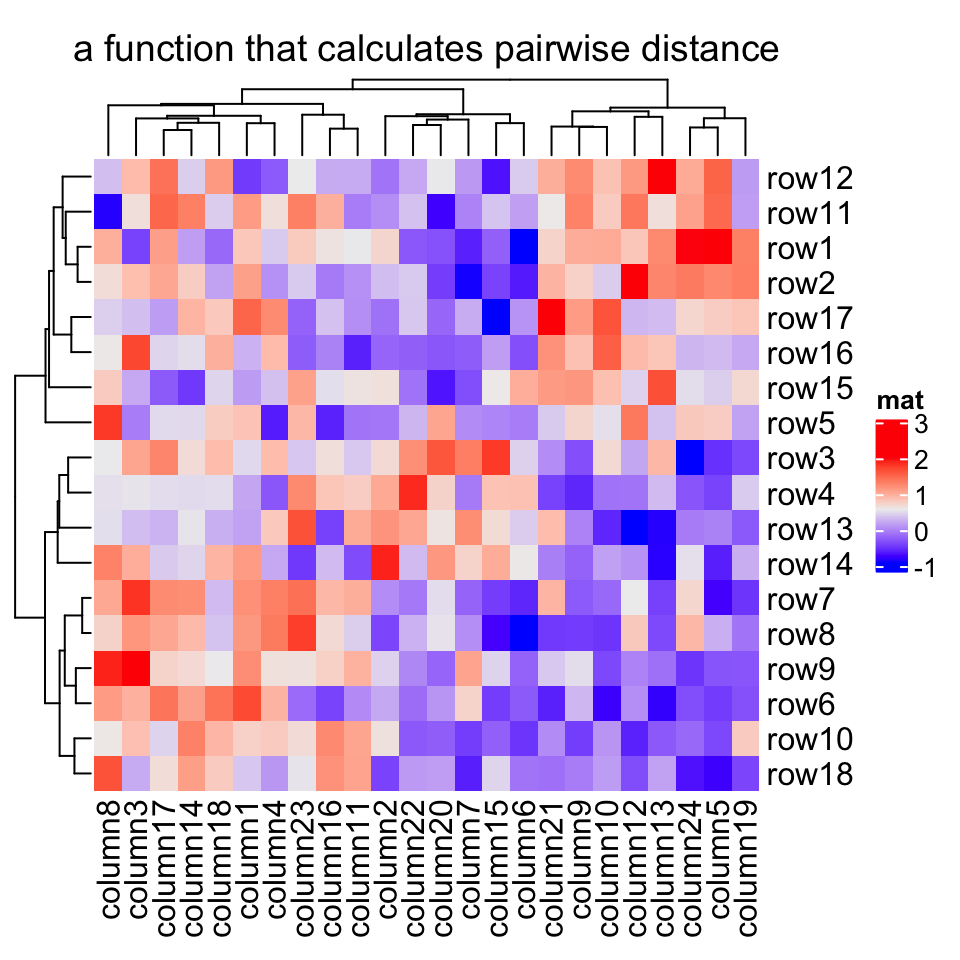 a function that calculates pairwise distance
row12
row11
row1
row2
row17
row16
row15
row5
row3
row4
row13
row14
row7
row8
row9
row6
row10
row18
mat
3
2
1
0
-1
column8
column3
column17
column14
column18
column1
column4
column23
column16
column11
column2
column22
column20
column7
column15
column6
column21
column9
column10
column12
column13
column24
column5
column19